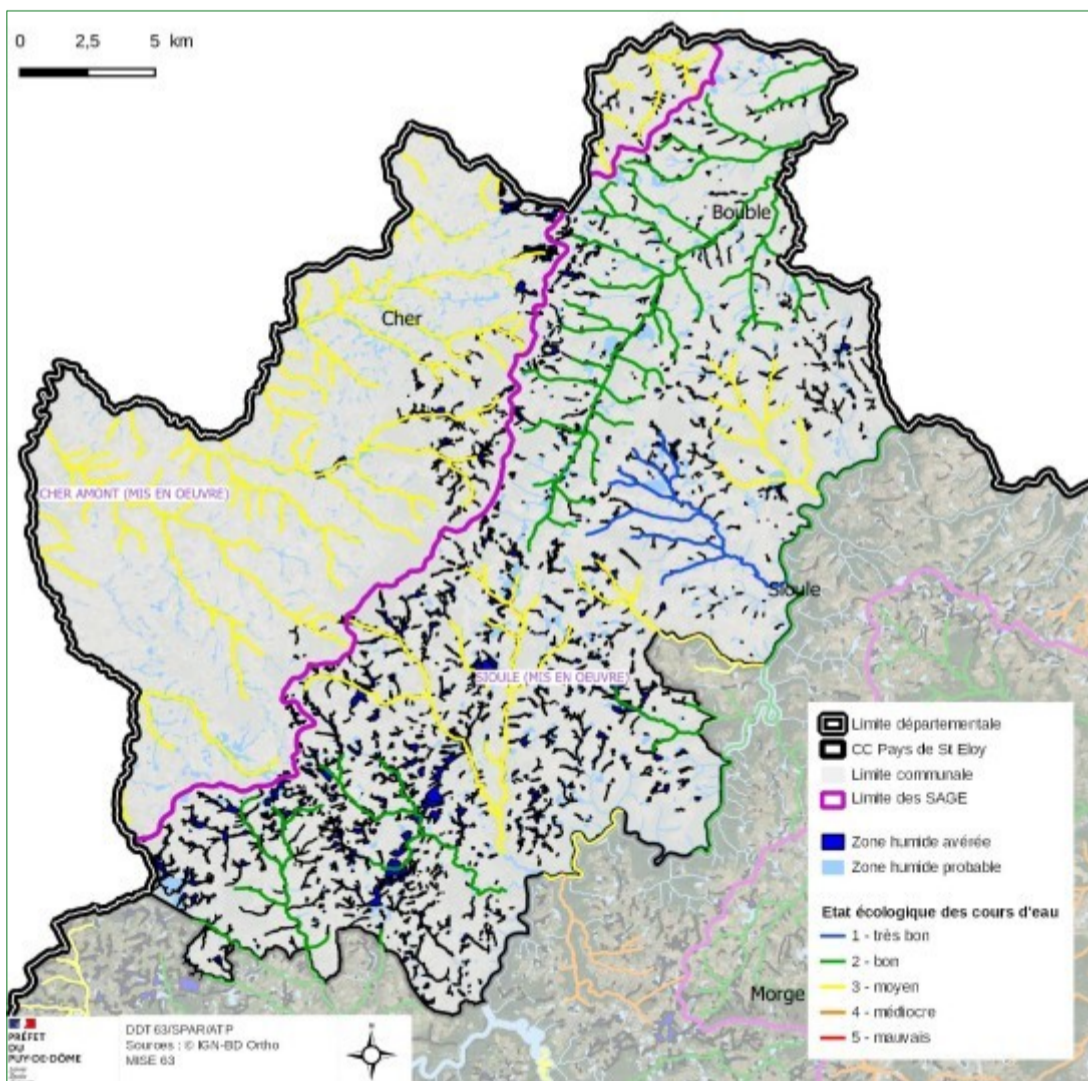 0 2,5 5 km
Bouble
Cher
CHER AMONT (MIS EN OEUVRE)
Sioule
SIOULE (MIS EN OEUVRE)
Limite départementale
CC Pays de St Eloy
Limite communale
Limite des SAGE
Zone humide avérée
Zone humide probable
Etat écologique des cours d'eau
1 - très bon
2 - bon
3 - moyen
4 - médiocre
5 - mauvais
Morge
PRÉFET
DU
PUY-DE-DÔME
DDT 63/SPAR/ATP
Sources : © IGN-BD Ortho
MISE 63